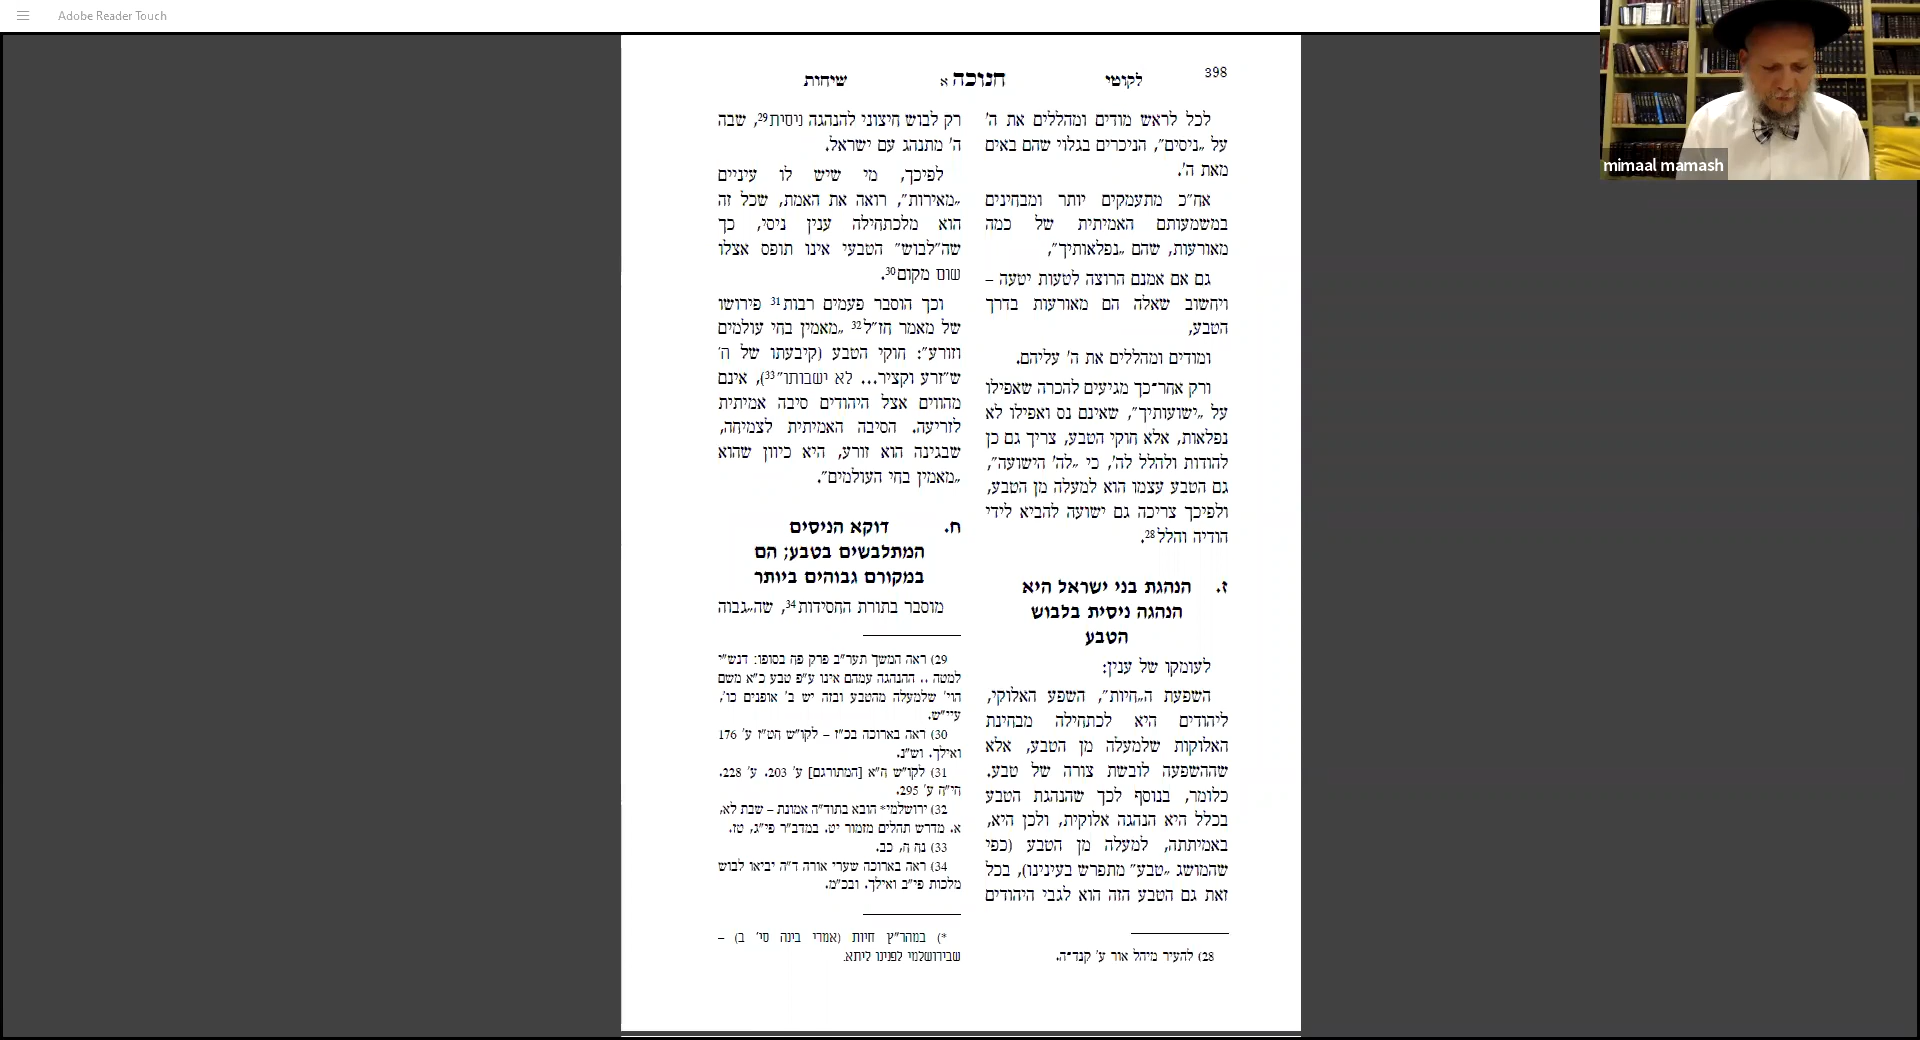 Adobe Reader Touch
mimaal mamash
398
לקוטי
חנוכה א
שיחות
לכל לראש מודים ומהללים את ה'
על „ניסים", הניכרים בגלוי שהם באים
מאת ה'.
אח"כ מתעמקים יותר ומבחינים
במשמעותם האמיתית של כמה
מאורעות, שהם „נפלאותיך",
גם אם אמנם הרוצה לטעות יטעה –
ויחשוב שאלה הם מאורעות בדרך
הטבע,
ומודים ומהללים את ה' עליהם.
ורק אחר־כך מגיעים להכרה שאפילו
על „ישועותיך", שאינם נס ואפילו לא
נפלאות, אלא חוקי הטבע, צריך גם כן
להודות ולהלל לה', כי „לה' הישועה",
גם הטבע עצמו הוא למעלה מן הטבע,
ולפיכך צריכה גם ישועה להביא לידי
הודיה והלל28.
ז. הנהגת בני ישראל היא
הנהגה ניסית בלבוש
הטבע
לעומקו של ענין:
השפעת ה„חיות", השפע האלוקי,
ליהודים היא לכתחילה מבחינת
האלוקות שלמעלה מן הטבע, אלא
שההשפעה לובשת צורה של טבע.
כלומר, בנוסף לכך שהנהגת הטבע
בכלל היא הנהגה אלוקית, ולכן היא,
באמיתתה, למעלה מן הטבע (כפי
שהמושג „טבע" מתפרש בעינינו), בכל
זאת גם הטבע הזה הוא לגבי היהודים
28) להעיר מיהל אור ע' קנד־ה.
רק לבוש חיצוני להנהגה ניסית29, שבה
ה' מתנהג עם ישראל.
לפיכך, מי שיש לו עיניים
„מאירות", רואה את האמת, שכל זה
הוא מלכתחילה ענין ניסי, כך
שה„לבוש" הטבעי אינו תופס אצלו
שום מקום30.
וכך הוסבר פעמים רבות31 פירושו
של מאמר חז"ל32 „מאמין בחי עולמים
וזורע": חוקי הטבע (קיבעתו של ה'
ש„זרע וקציר... לא ישבותו"33), אינם
מהווים אצל היהודים סיבה אמיתית
לזריעה. הסיבה האמיתית לצמיחה,
שבגינה הוא זורע, היא כיוון שהוא
„מאמין בחי העולמים".
ח. דוקא הניסים
המתלבשים בטבע; הם
במקורם גבוהים ביותר
מוסבר בתורת החסידות34, שה„גבוה
29) ראה המשך תער"ב פרק פח בסופו: דנש"י
למטה .. ההנהגה עמהם אינו ע"פ טבע כ"א משם
הוי' שלמעלה מהטבע ובזה יש ב' אופנים כו',
עיי"ש.
30) ראה בארוכה בכ"ז – לקו"ש חט"ז ע' 176
ואילך. וש"נ.
31) לקו"ש ח"א [המתורגם] ע' 203. ע' 228.
חי"ח ע' 295.
32) ירושלמי* הובא בתוד"ה אמונת – שבת לא,
א. מדרש תהלים מזמור יט. במדב"ר פי"ג, טז.
33) נח ח, כב.
34) ראה בארוכה שערי אורה ד"ה יביאו לבוש
מלכות פי"ב ואילך. ובכ"מ.
*) במהר"ץ חיות (אמרי בינה סי' ב) –
שבירושלמי לפנינו ליתא.